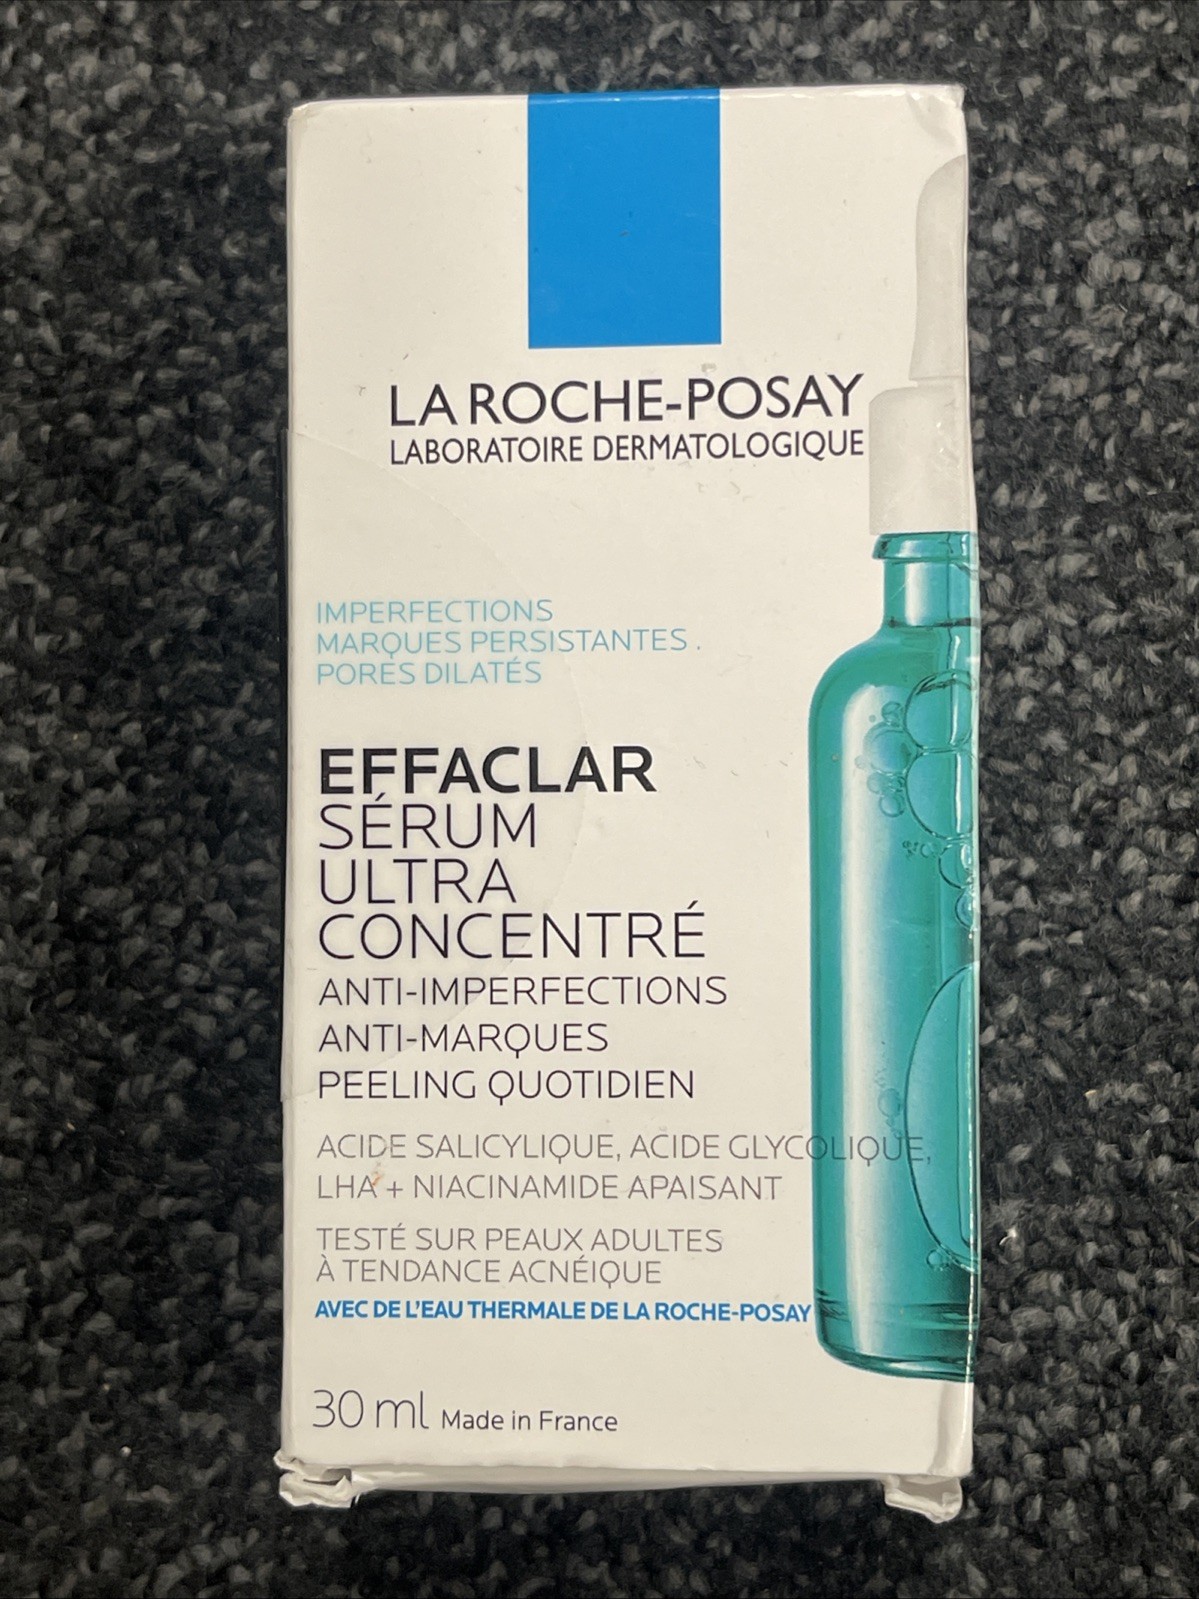 LA ROCHE-POSAY
LABORATOIRE DERMATOLOGIQUE
IMPERFECTIONS
MARQUES PERSISTANTES .
PORES DILATÉS
EFFACLAR
SÉRUM
ULTRA
CONCENTRÉ
ANTI-IMPERFECTIONS
ANTI-MARQUES
PEELING QUOTIDIEN
ACIDE SALICYLIQUE, ACIDE GLYCOLIQUE,
LHA + NIACINAMIDE APAISANT
TESTÉ SUR PEAUX ADULTES
À TENDANCE ACNÉIQUE
AVEC DE L'EAU THERMALE DE LA ROCHE-POSAY
30 ml Made in France